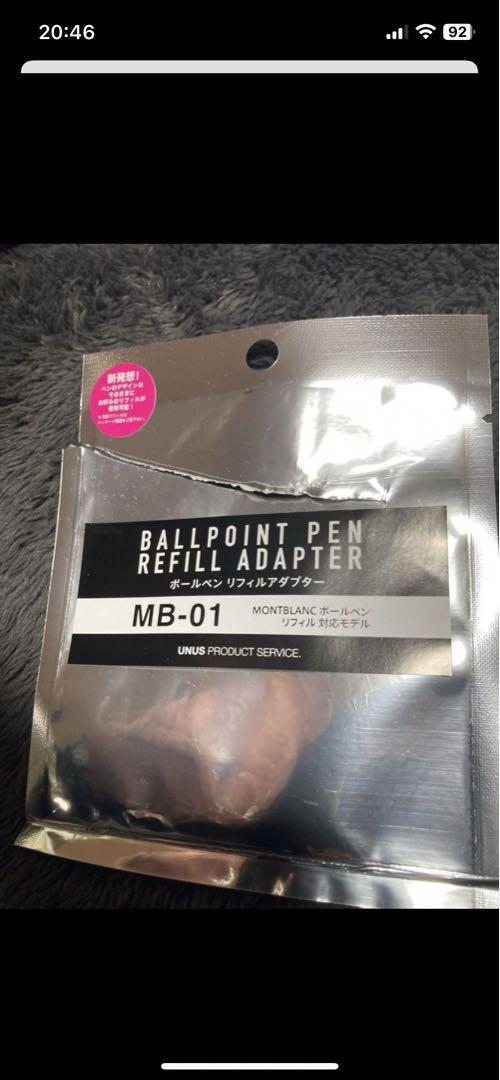 20:46
92
新発想!
ペンのデザインは
そのままに
お好みのリフィルが
使用可能!
BALLPOINT PEN
REFILL ADAPTER
ボールペン リフィルアダプター
MB-01
MONTBLANC ボールペン
リフィル 対応モデル
UNUS PRODUCT SERVICE.